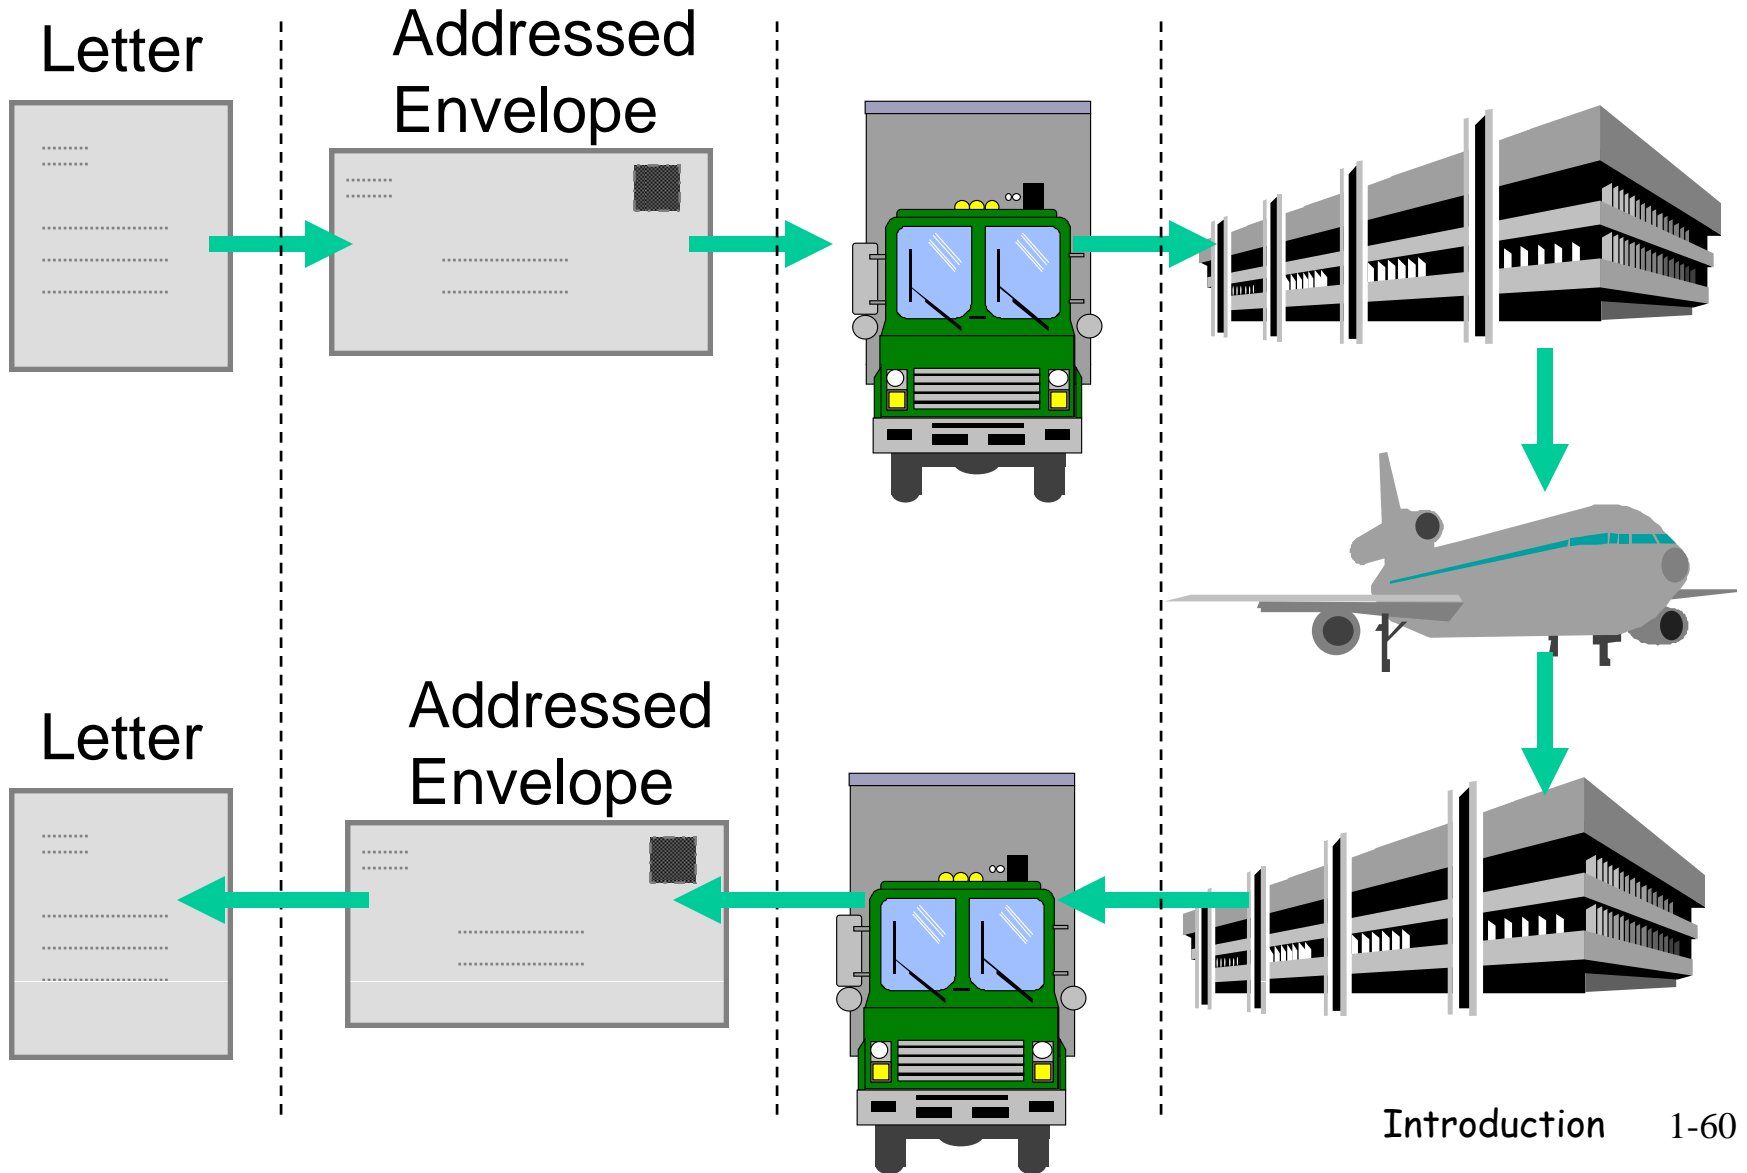 Letter
Addressed
Envelope
Letter
Addressed
Envelope
Introduction 1-60